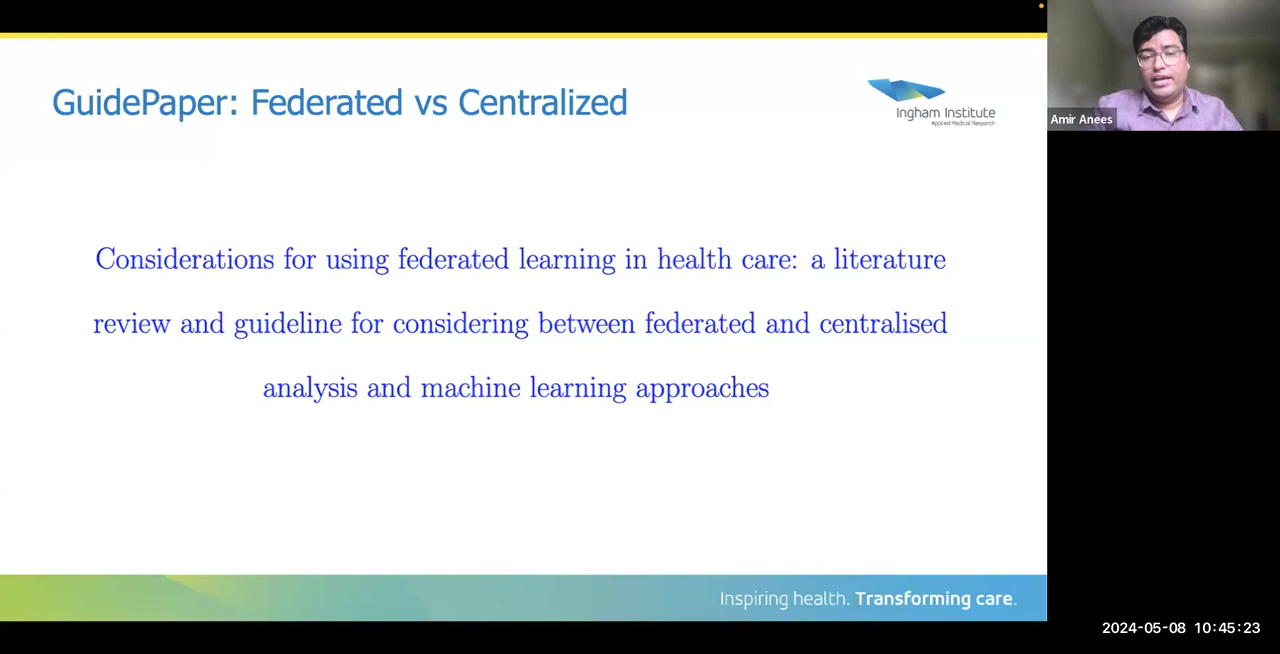 GuidePaper: Federated vs Centralized
Ingham Institute
Applied Medical Research
Amir Anees
Considerations for using federated learning in health care: a literature
review and guideline for considering between federated and centralised
analysis and machine learning approaches
Inspiring health. Transforming care.
2024-05-08 10:45:23